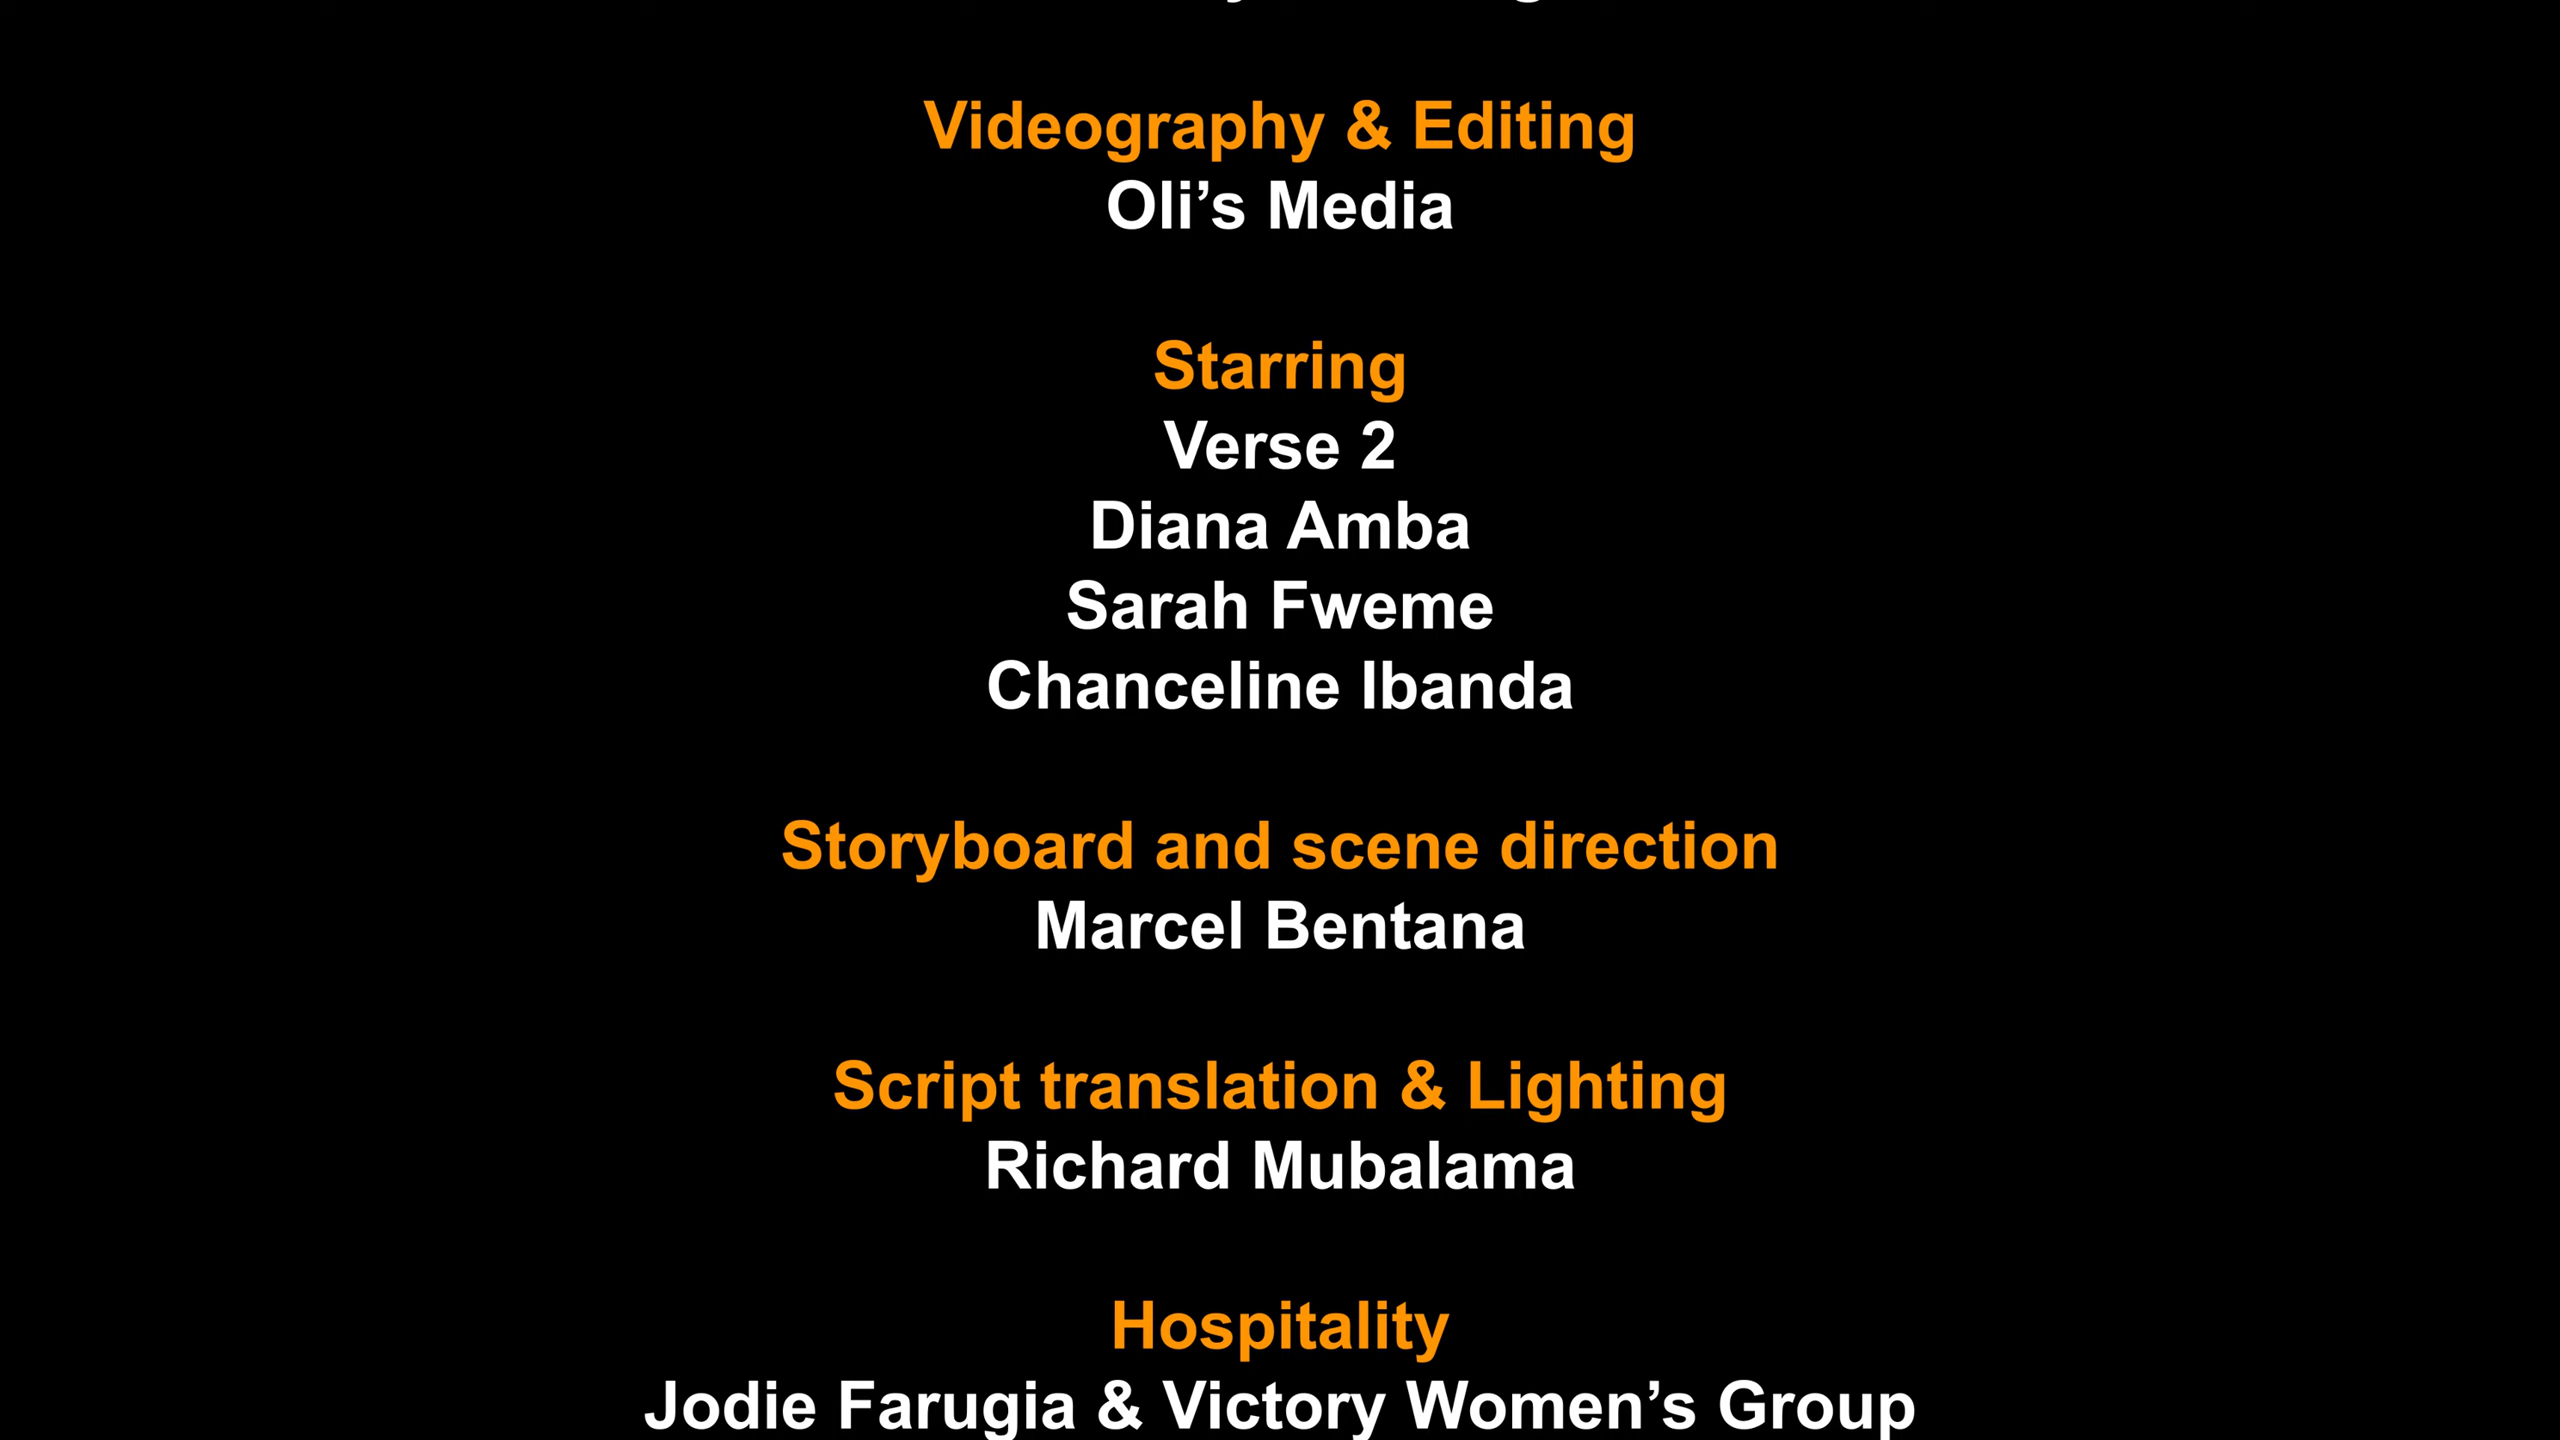 Videography & Editing
Oli’s Media
Starring
Verse 2
Diana Amba
Sarah Fweme
Chanceline Ibanda
Storyboard and scene direction
Marcel Bentana
Script translation & Lighting
Richard Mubalama
Hospitality
Jodie Farugia & Victory Women’s Group